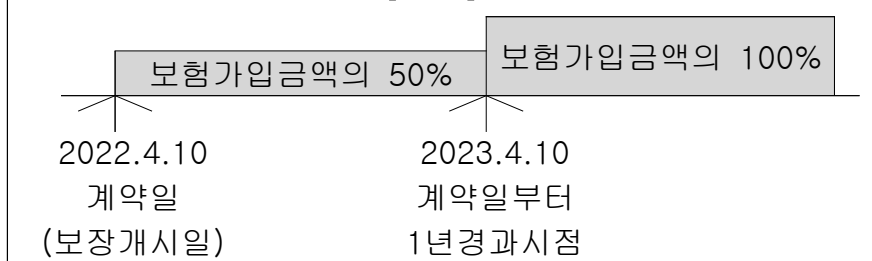 보험가입금액의 50%
보험가입금액의 100%
2022.4.10
계약일
(보장개시일)
2023.4.10
계약일부터
1년경과시점